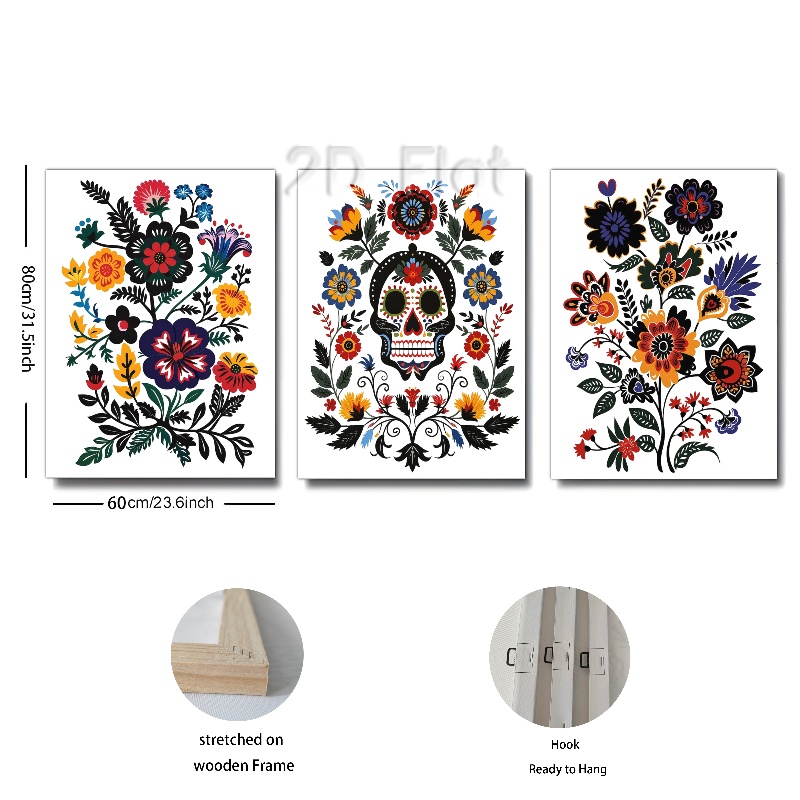 2D Flat
80cm/31.5inch
60cm/23.6inch
stretched on
wooden Frame
Hook
Ready to Hang